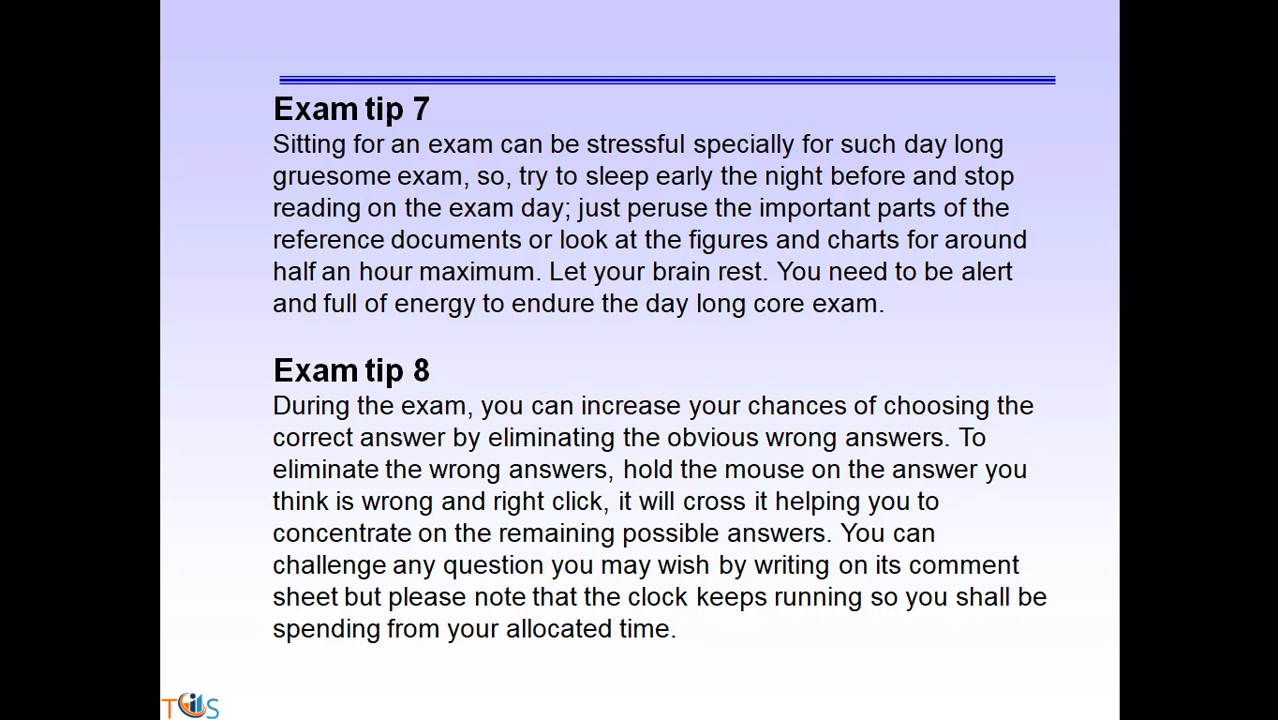 Exam tip 7
Sitting for an exam can be stressful specially for such day long
gruesome exam, so, try to sleep early the night before and stop
reading on the exam day; just peruse the important parts of the
reference documents or look at the figures and charts for around
half an hour maximum. Let your brain rest. You need to be alert
and full of energy to endure the day long core exam.
Exam tip 8
During the exam, you can increase your chances of choosing the
correct answer by eliminating the obvious wrong answers. To
eliminate the wrong answers, hold the mouse on the answer you
think is wrong and right click, it will cross it helping you to
concentrate on the remaining possible answers. You can
challenge any question you may wish by writing on its comment
sheet but please note that the clock keeps running so you shall be
spending from your allocated time.